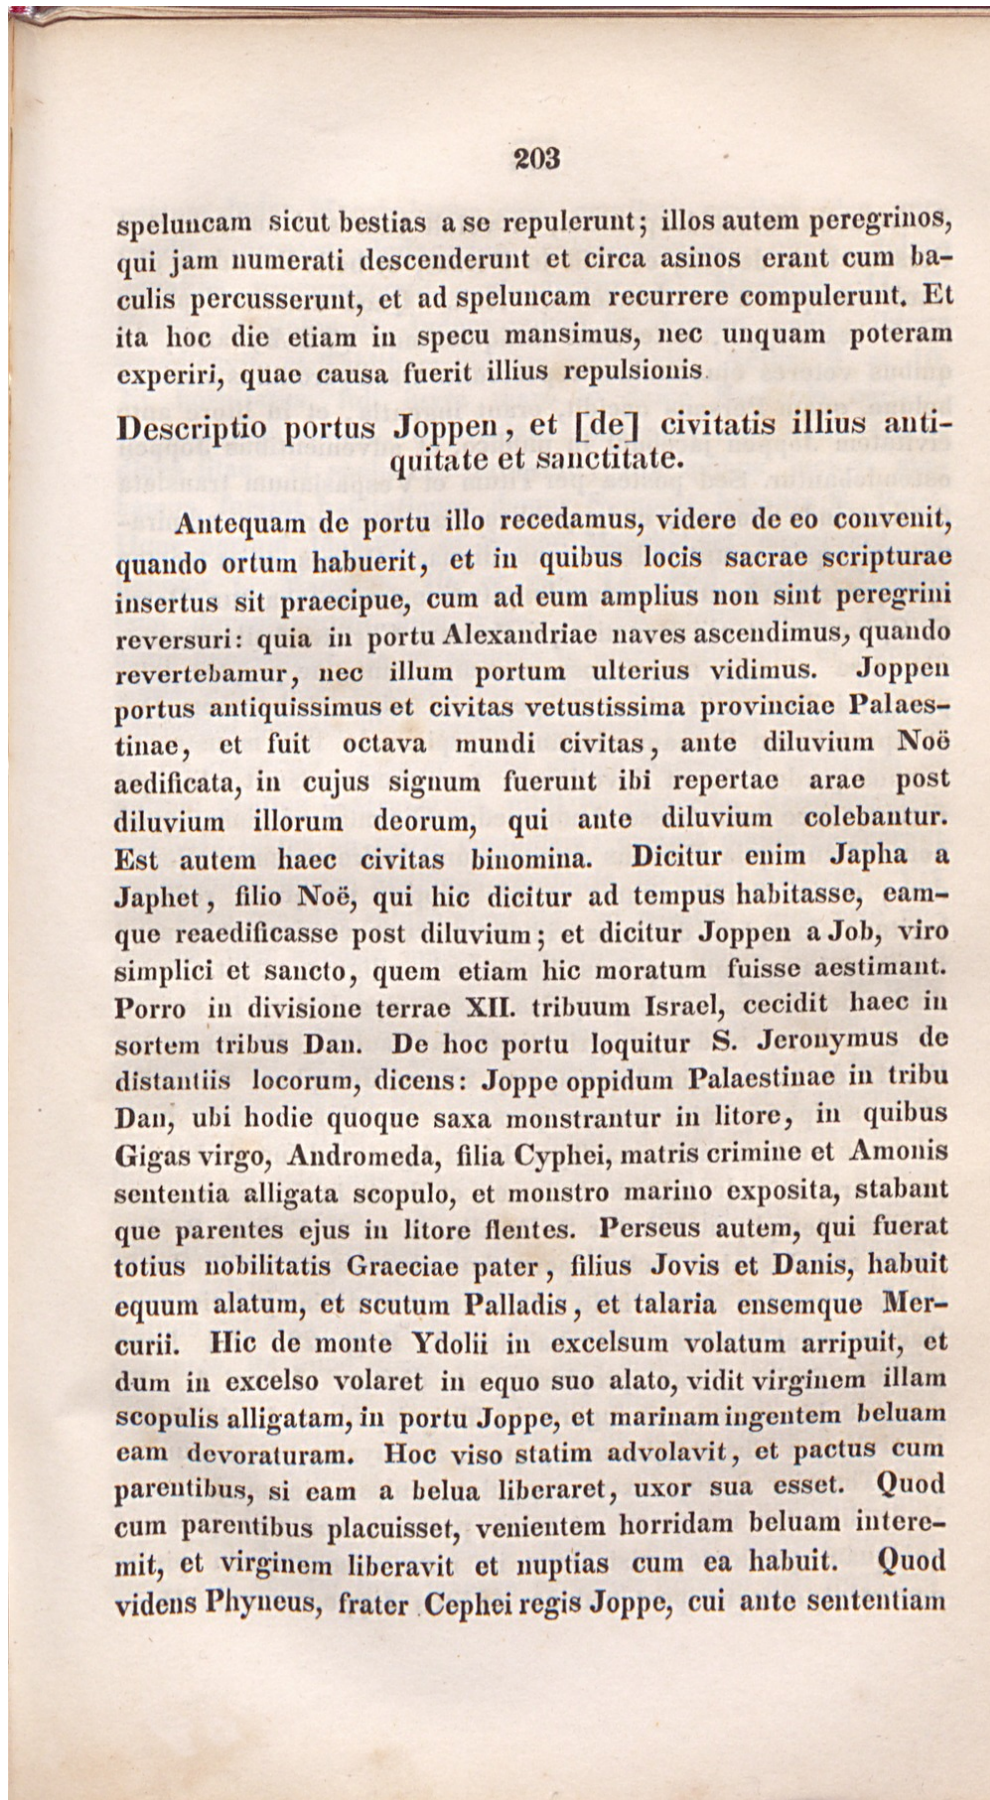 203
speluncam sicut bestias a se repulerunt; illos autem peregrinos,
qui jam numerati descenderunt et circa asinos erant cum ba-
culis percusserunt, et ad speluncam recurrere compulerunt. Et
ita hoc die etiam in specu mansimus, nec unquam poteram
experiri, quae causa fuerit illius repulsionis.
Descriptio portus Joppen, et [de] civitatis illius anti-
quitate et sanctitate.
Antequam de portu illo recedamus, videre de eo convenit,
quando ortum habuerit, et in quibus locis sacrae scripturae
insertus sit praecipue, cum ad eum amplius non sint peregrini
reversuri: quia in portu Alexandriae naves ascendimus, quando
revertebamur, nec illum portum ulterius vidimus. Joppen
portus antiquissimus et civitas vetustissima provinciae Palaes-
tinae, et fuit octava mundi civitas, ante diluvium Noë
aedificata, in cujus signum fuerunt ibi repertae arae post
diluvium illorum deorum, qui ante diluvium colebantur.
Est autem haec civitas binomina. Dicitur enim Japha a
Japhet, filio Noë, qui hic dicitur ad tempus habitasse, eam-
que reaedificasse post diluvium; et dicitur Joppen a Job, viro
simplici et sancto, quem etiam hic moratum fuisse aestimant.
Porro in divisione terrae XII. tribuum Israel, cecidit haec in
sortem tribus Dan. De hoc portu loquitur S. Jeronymus de
distantiis locorum, dicens: Joppe oppidum Palaestinae in tribu
Dan, ubi hodie quoque saxa monstrantur in litore, in quibus
Gigas virgo, Andromeda, filia Cyphei, matris crimine et Amonis
sententia alligata scopulo, et monstro marino exposita, stabant
que parentes ejus in litore flentes. Perseus autem, qui fuerat
totius nobilitatis Graeciae pater, filius Jovis et Danis, habuit
equum alatum, et scutum Palladis, et talaria ensemque Mer-
curii. Hic de monte Ydolii in excelsum volatum arripuit, et
dum in excelso volaret in equo suo alato, vidit virginem illam
scopulis alligatam, in portu Joppe, et marinam ingentem beluam
eam devoraturam. Hoc viso statim advolavit, et pactus cum
parentibus, si eam a belua liberaret, uxor sua esset. Quod
cum parentibus placuisset, venientem horridam beluam intere-
mit, et virginem liberavit et nuptias cum ea habuit. Quod
videns Phyneus, frater Cephei regis Joppe, cui ante sententiam